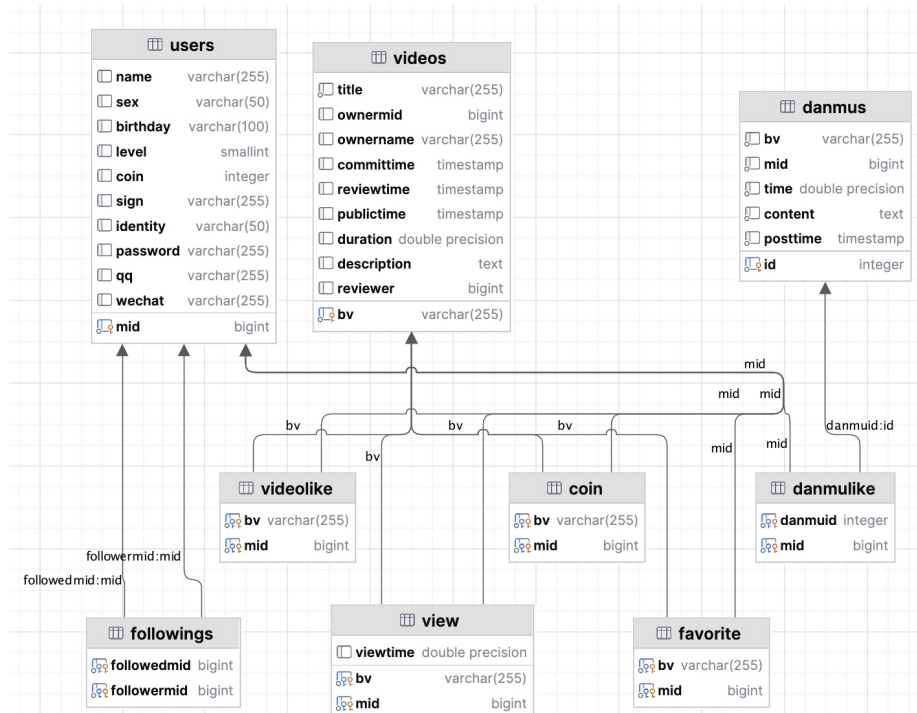 users
name varchar(255)
sex varchar(50)
birthday varchar(100)
level smallint
coin integer
sign varchar(255)
identity varchar(50)
password varchar(255)
qq varchar(255)
wechat varchar(255)
mid bigint
videos
title varchar(255)
ownermid bigint
ownername varchar(255)
committime timestamp
reviewtime timestamp
publictime timestamp
duration double precision
description text
reviewer bigint
bv varchar(255)
danmus
bv varchar(255)
mid bigint
time double precision
content text
posttime timestamp
id integer
mid
mid mid
bv bv bv danmuid:id
bv mid mid
videolike
bv varchar(255)
mid bigint
coin
bv varchar(255)
mid bigint
danmulike
danmuid integer
mid bigint
followermid:mid
followedmid:mid
followings
followedmid bigint
followermid bigint
view
viewtime double precision
bv varchar(255)
mid bigint
favorite
bv varchar(255)
mid bigint